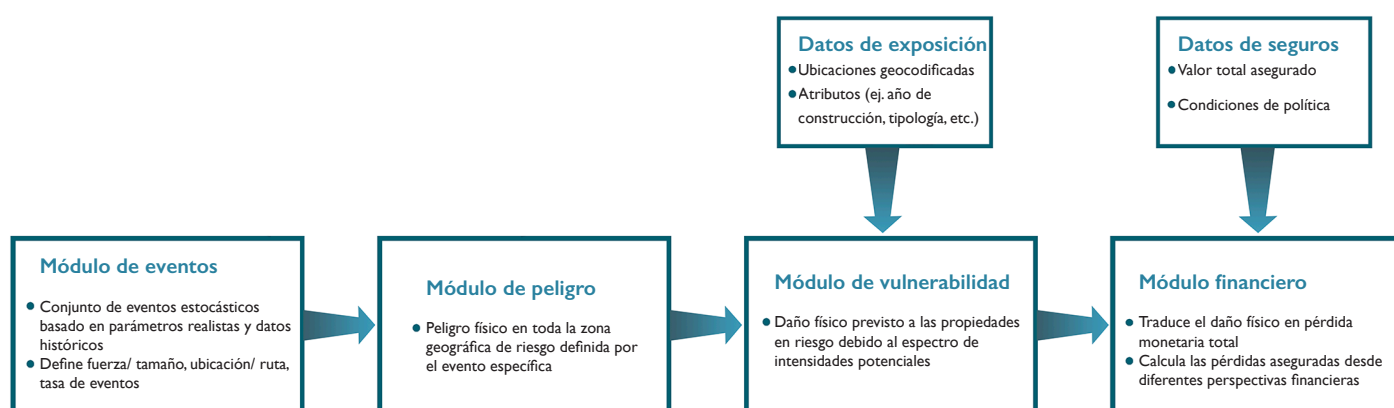 Datos de exposición
Ubicaciones geocodificadas
Atributos (ej. año de
construcción, tipología, etc.)
Datos de seguros
Valor total asegurado
Condiciones de política
Módulo de eventos
Conjunto de eventos estocásticos
basado en parámetros realistas y datos
históricos
Define fuerza/ tamaño, ubicación/ ruta,
tasa de eventos
Módulo de peligro
Peligro físico en toda la zona
geográfica de riesgo definida por
el evento específica
Módulo de vulnerabilidad
Daño físico previsto a las propiedades
en riesgo debido al espectro de
intensidades potenciales
Módulo financiero
Traduce el daño físico en pérdida
monetaria total
Calcula las pérdidas aseguradas desde
diferentes perspectivas financieras